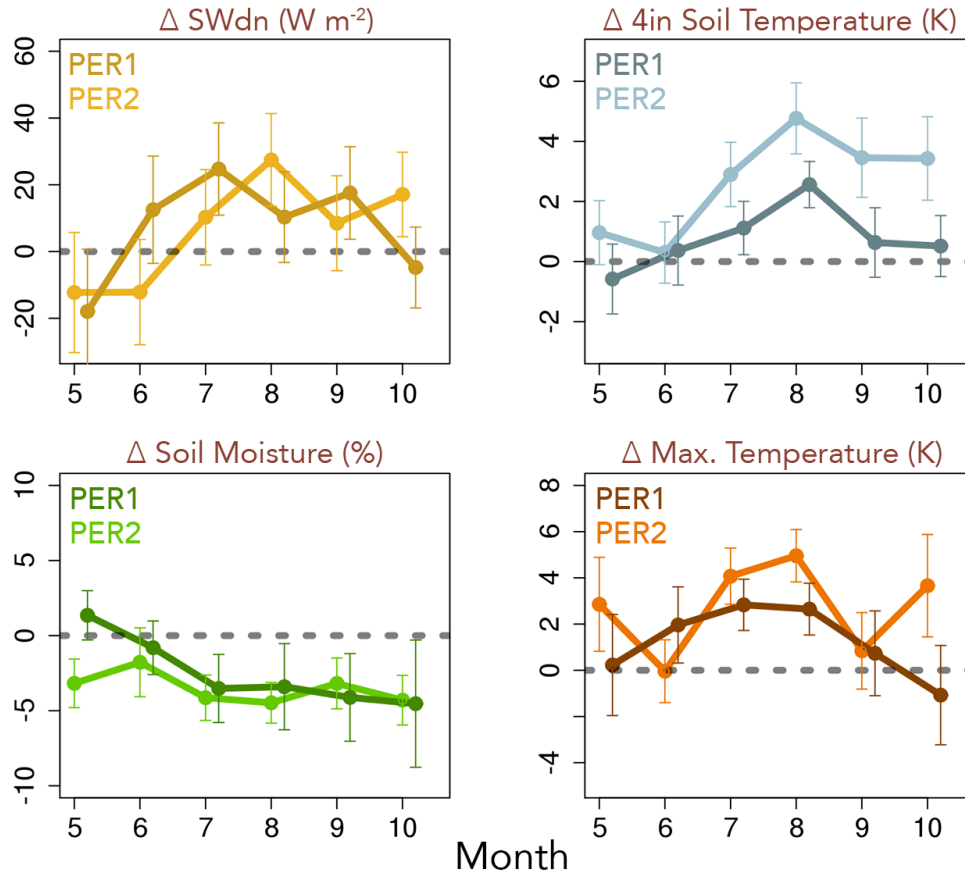 Δ SWdn (W m⁻²)
PER1
PER2
60
40
20
0
-20
5 6 7 8 9 10
Δ 4in Soil Temperature (K)
PER1
PER2
6
4
2
0
-2
5 6 7 8 9 10
Δ Soil Moisture (%)
PER1
PER2
10
5
0
-5
-10
5 6 7 8 9 10
Δ Max. Temperature (K)
PER1
PER2
8
6
4
2
0
-4
5 6 7 8 9 10
Month